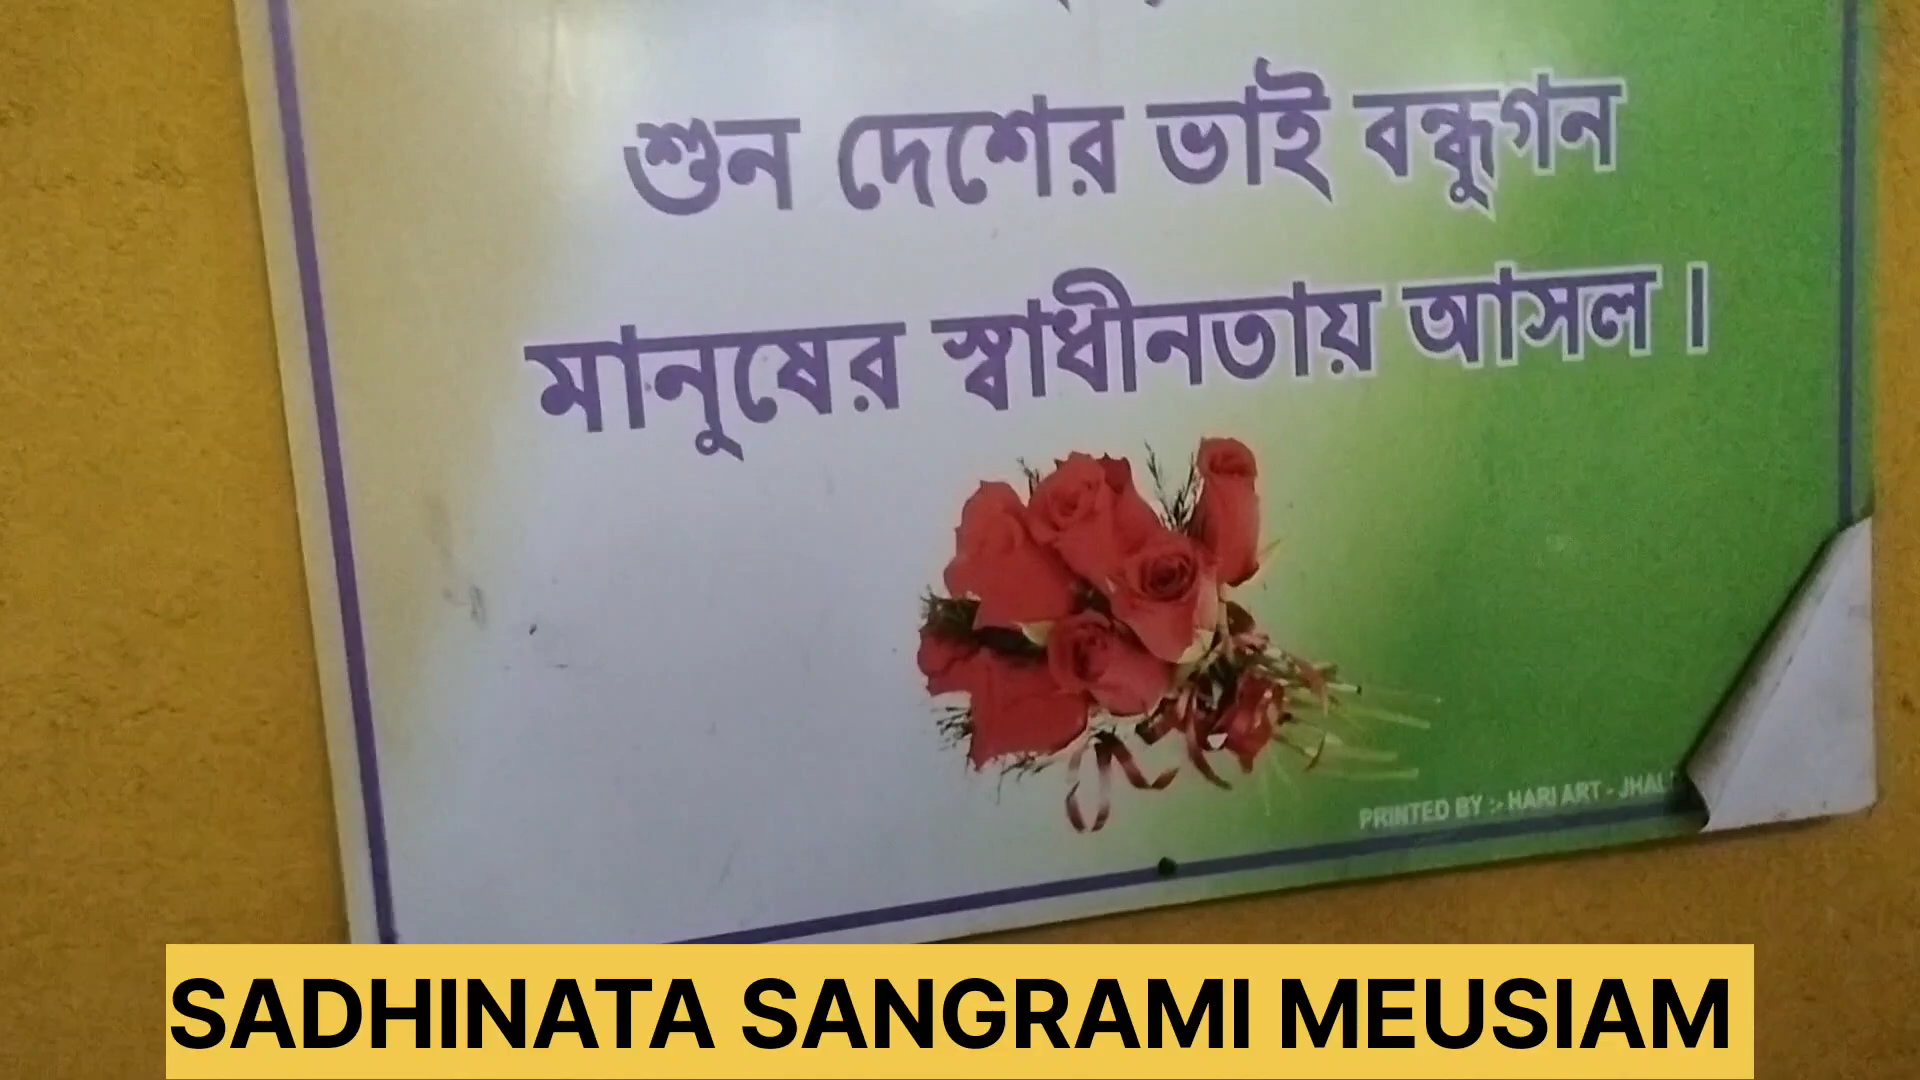 শুন দেশের ভাই বন্ধুগন
মানুষের স্বাধীনতায় আসল ।
PRINTED BY :- HARI ART - JHAL
SADHINATA SANGRAMI MEUSIAM